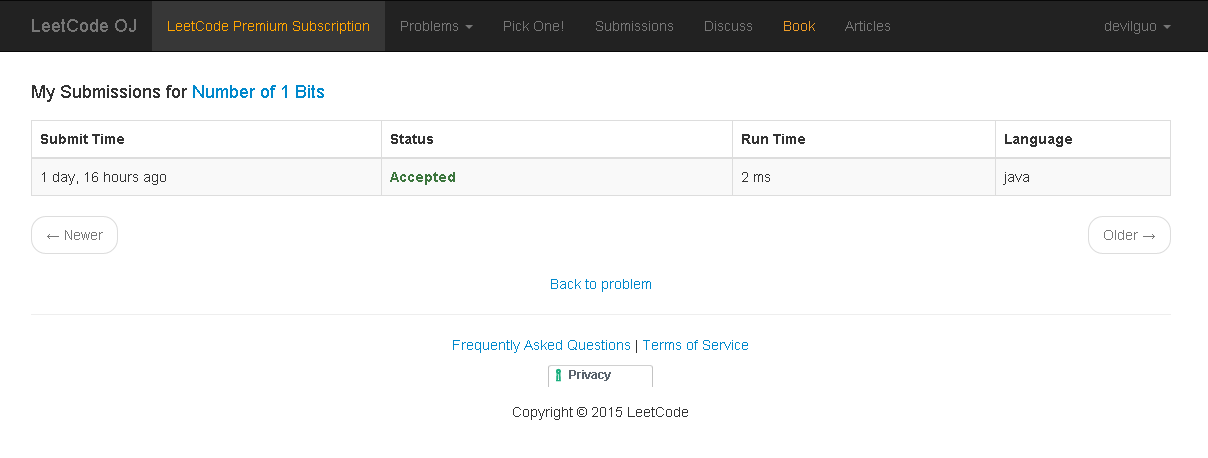 LeetCode OJ LeetCode Premium Subscription Problems Pick One! Submissions Discuss Book Articles devilguo
My Submissions for Number of 1 Bits
Submit Time Status Run Time Language
1 day, 16 hours ago Accepted 2 ms java
← Newer Older →
Back to problem
Frequently Asked Questions | Terms of Service
Privacy
Copyright © 2015 LeetCode